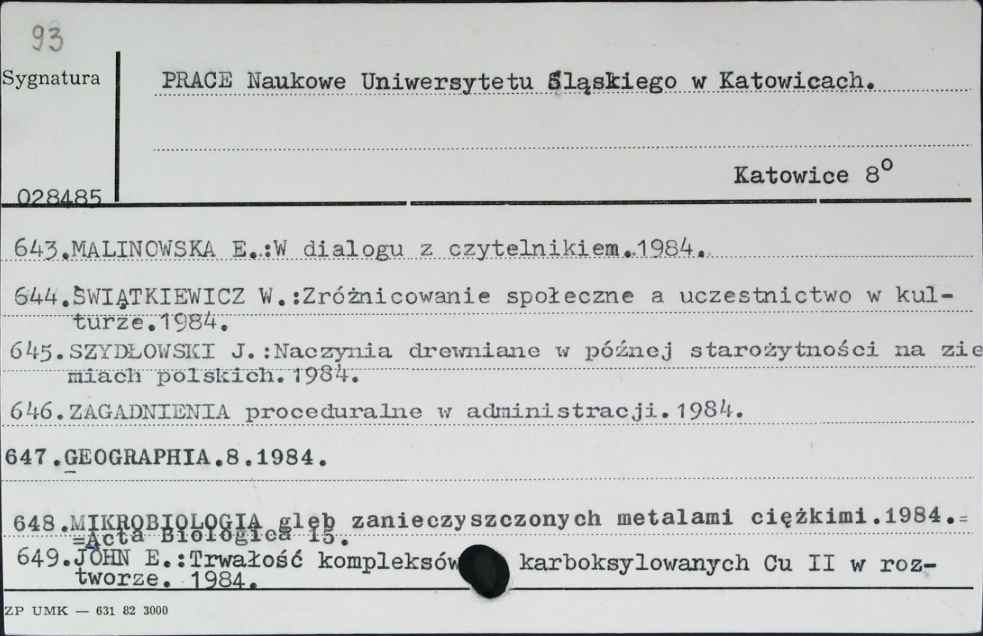 93
Sygnatura
PRACE Naukowe Uniwersytetu Śląskiego w Katowicach.
Katowice 8°
028485
643.MALINOWSKA E.:W dialogu z czytelnikiem.1984.
644.ŚWIĄTKIEWICZ W.:Zróżnicowanie społeczne a uczestnictwo w kul-
turze.1984.
645.SZYDŁOWSKI J.:Naczynia drewniane w późnej starożytności na zie
miach polskich.1984.
646.ZAGADNIENIA proceduralne w administracji.1984.
647.GEOGRAPHIA.8.1984.
648.MIKROBIOLOGIA gleb zanieczyszczonych metalami ciężkimi.1984.=
=Acta Biologica 15.
649.JOHN E.:Trwałość kompleksów karboksylowanych Cu II w roz-
tworze. 1984.
ZP UMK — 631 82 3000